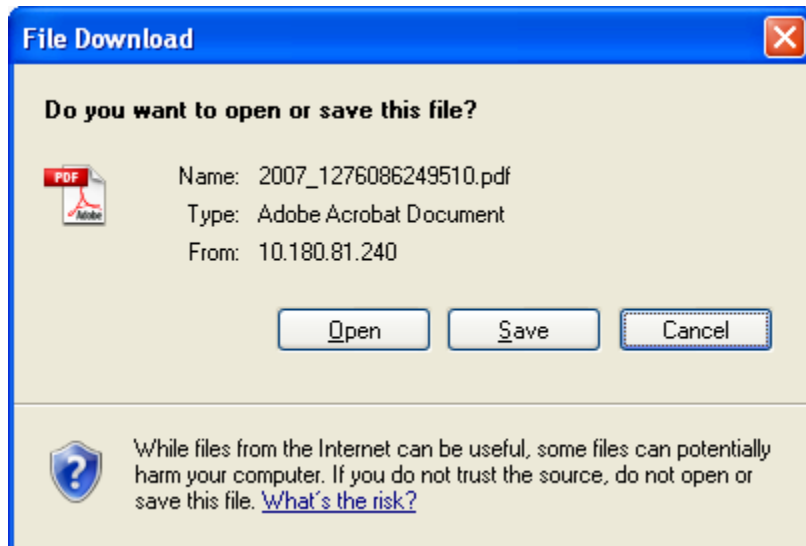 File Download
Do you want to open or save this file?
PDF
Adobe
Name: 2007_1276086249510.pdf
Type: Adobe Acrobat Document
From: 10.180.81.240
Open Save Cancel
While files from the Internet can be useful, some files can potentially
harm your computer. If you do not trust the source, do not open or
save this file. What's the risk?